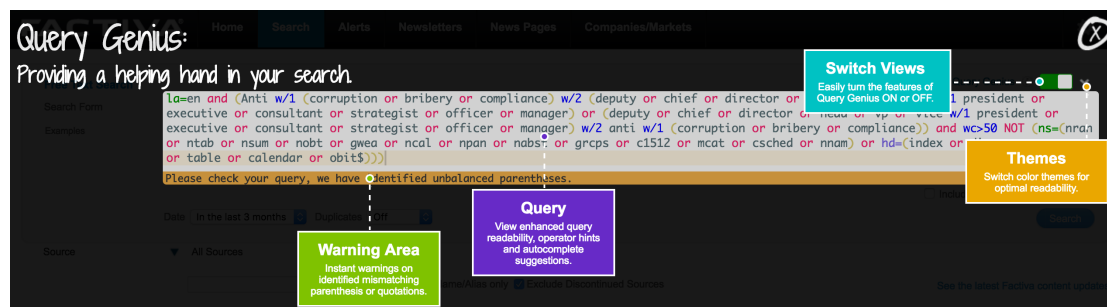 FACTIVA Home Search Alerts Newsletters News Pages Companies/Markets
Query Genius:
X
Providing a helping hand in your search.
Switch Views
Easily turn the features of
Query Genius ON or OFF.
Search Form
Examples
la=en and (Anti w/1 (corruption or bribery or compliance) w/2 (deputy or chief or director or w/1 president or
executive or consultant or strategist or officer or manager) or (deputy or chief or director or head or vp or vice w/1 president or
executive or consultant or strategist or officer or manager) w/2 anti w/1 (corruption or bribery or compliance)) and wc>50 NOT (ns=(nran
or ntab or nsum or nobt or gwea or ncal or npan or nabst or grcps or c1512 or mcat or csched or nnam) or hd=(index or
or table or calendar or obit$)))
Please check your query, we have identified unbalanced parentheses.
Themes
Switch color themes for
optimal readability.
Date In the last 3 months Duplicates Off
Search
Query
View enhanced query
readability, operator hints
and autocomplete
suggestions.
Warning Area
Instant warnings on
identified mismatching
parenthesis or quotations.
Source All Sources
only Exclude Discontinued Sources
See the latest Factiva content updates